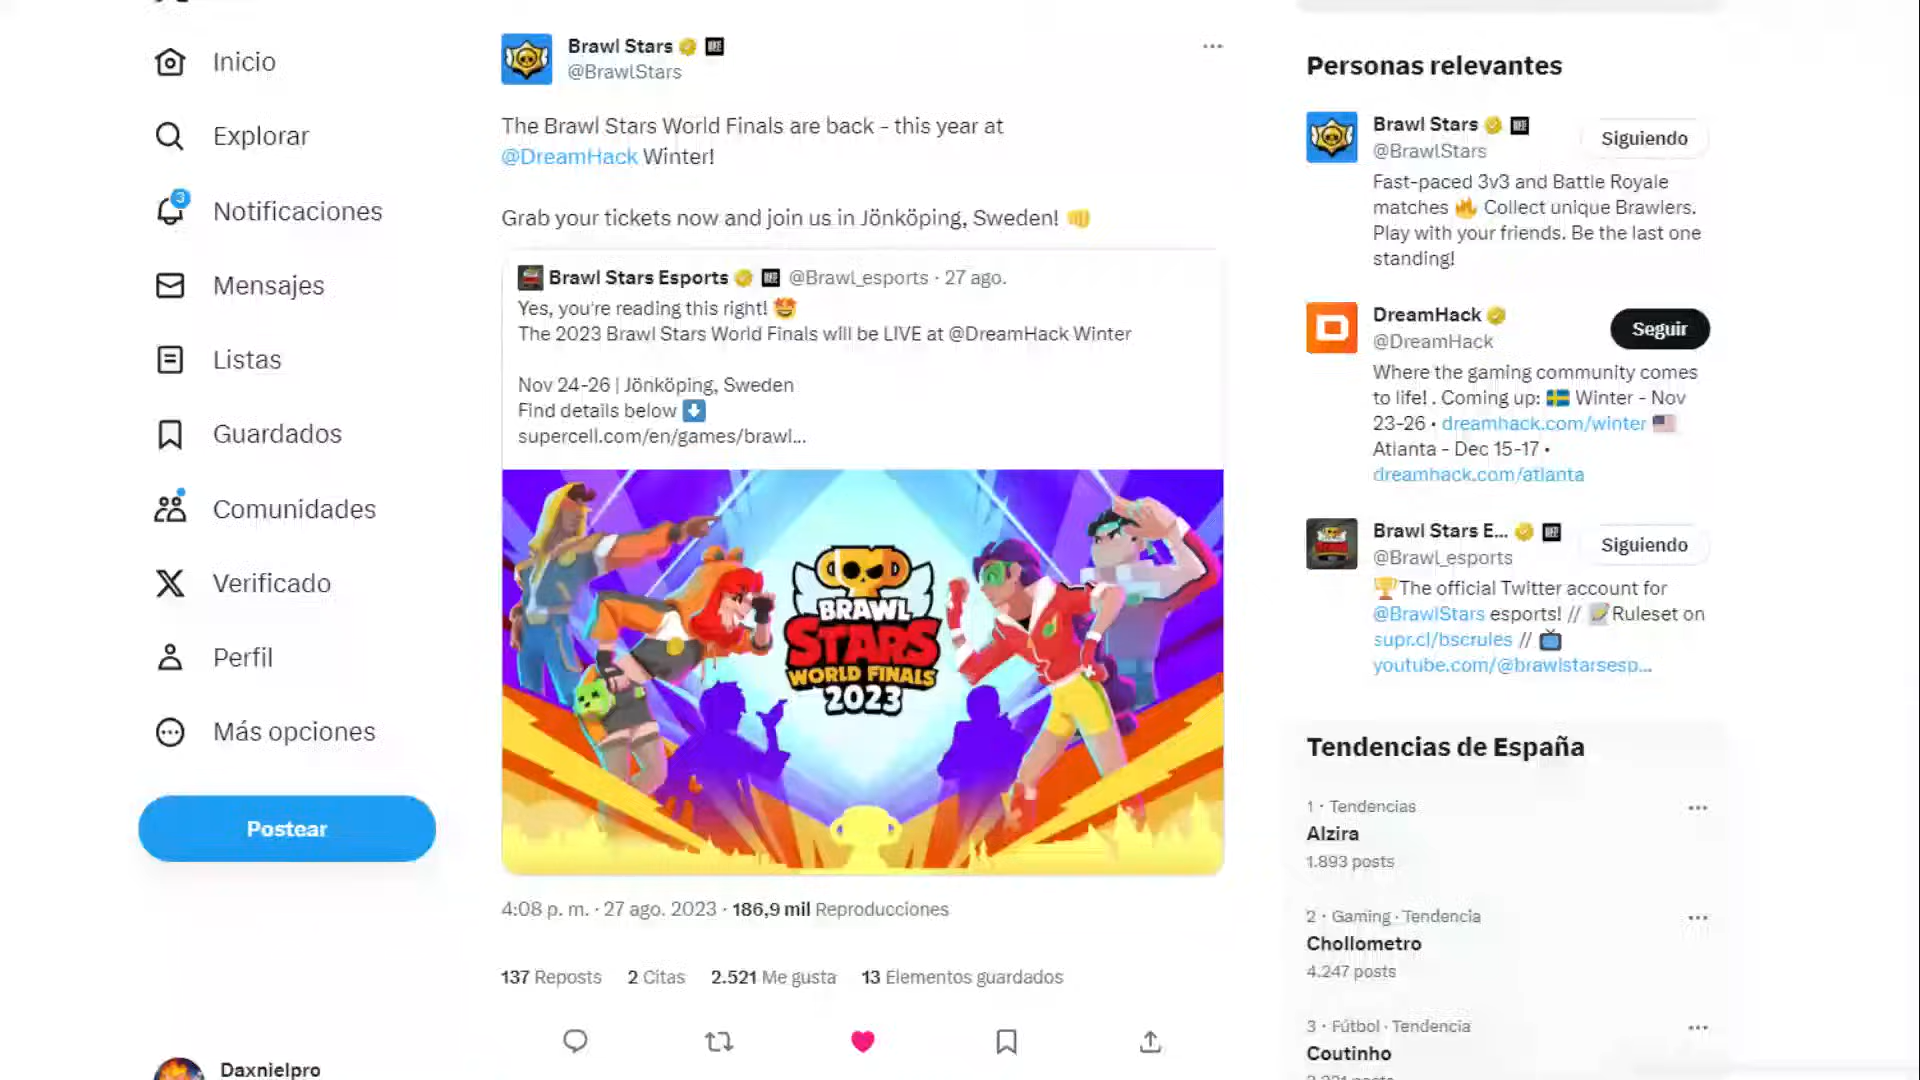 Inicio
Explorar
3
Notificaciones
Mensajes
Listas
Guardados
Comunidades
Verificado
Perfil
Más opciones
Postear
Daxnielpro
Brawl Stars
@BrawlStars
The Brawl Stars World Finals are back - this year at
@DreamHack Winter!
Grab your tickets now and join us in Jönköping, Sweden! 👊
Brawl Stars Esports @Brawl_esports · 27 ago.
Yes, you're reading this right! 🤩
The 2023 Brawl Stars World Finals will be LIVE at @DreamHack Winter
Nov 24-26 | Jönköping, Sweden
Find details below ⬇️
supercell.com/en/games/brawl...
BRAWL
STARS
WORLD FINALS
2023
4:08 p. m. · 27 ago. 2023 · 186,9 mil Reproducciones
137 Reposts 2 Citas 2.521 Me gusta 13 Elementos guardados
Personas relevantes
Brawl Stars
@BrawlStars
Siguiendo
Fast-paced 3v3 and Battle Royale
matches 🔥 Collect unique Brawlers.
Play with your friends. Be the last one
standing!
DreamHack
@DreamHack
Seguir
Where the gaming community comes
to life! . Coming up: 🇸🇪 Winter - Nov
23-26 • dreamhack.com/winter 🇺🇸
Atlanta - Dec 15-17 •
dreamhack.com/atlanta
Brawl Stars E...
@Brawl_esports
Siguiendo
🏆The official Twitter account for
@BrawlStars esports! // 📝Ruleset on
supr.cl/bscrules // 📺
youtube.com/@brawlstarsesp...
Tendencias de España
1 · Tendencias
Alzira
1.893 posts
2 · Gaming · Tendencia
Chollometro
4.247 posts
3 · Fútbol · Tendencia
Coutinho